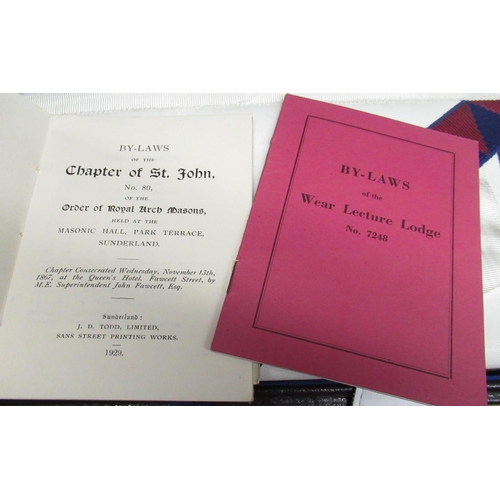 BY-LAWS
OF THE
Chapter of St. John,
No. 80,
OF THE
Order of Royal Arch Masons,
HELD AT THE
MASONIC HALL, PARK TERRACE,
SUNDERLAND.
Chapter Consecrated Wednesday, November 13th,
1867, at the Queen's Hotel, Fawcett Street, by
M.E. Superintendent John Fawcett, Esq.
Sunderland:
J. D. TODD, LIMITED,
SANS STREET PRINTING WORKS.
1929.
BY-LAWS
of the
Wear Lecture Lodge
No. 7248